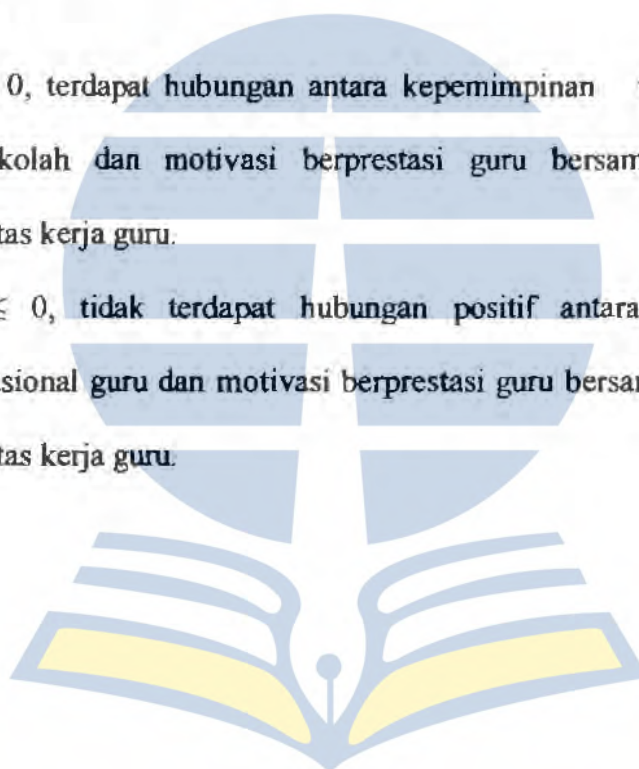 0, terdapat hubungan antara kepemimpinan
kolah dan motivasi berprestasi guru bersam
tas kerja guru.
≤ 0, tidak terdapat hubungan positif antara
sional guru dan motivasi berprestasi guru bersar
tas kerja guru.